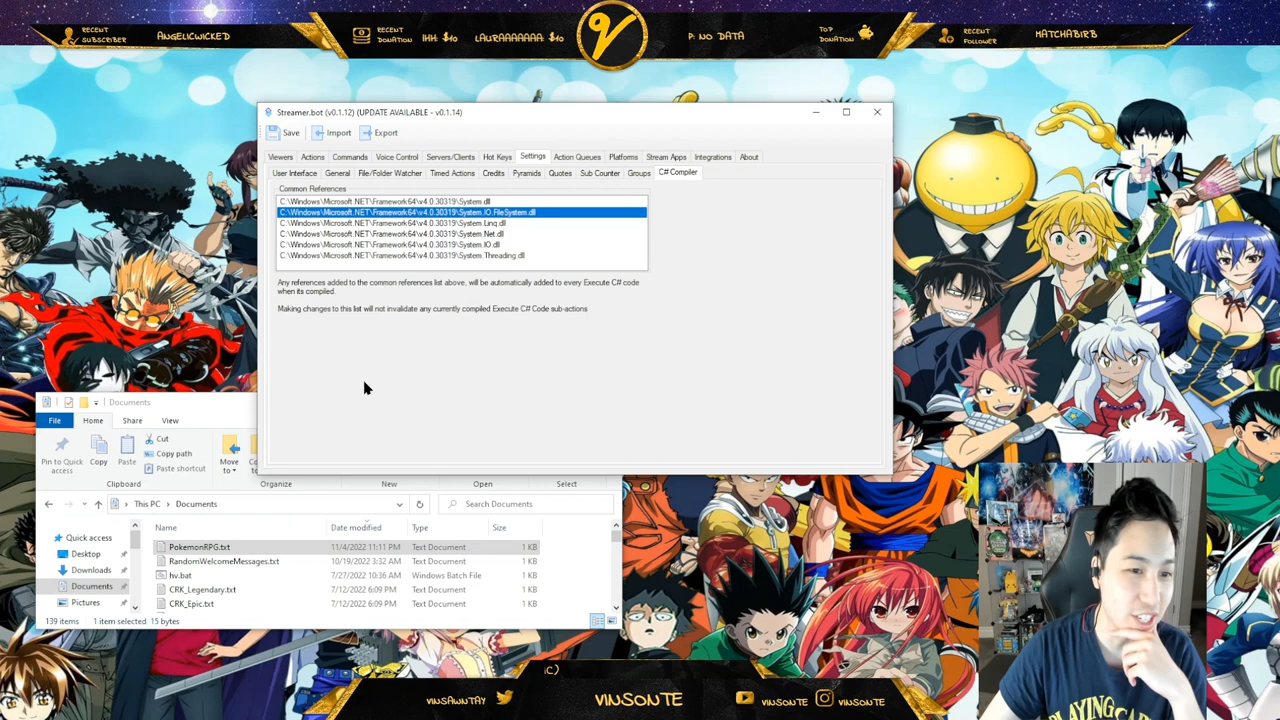 RECENT SUBSCRIBER
ANGELICWICKED
RECENT DONATION
IHH: $10
LAURAAAAAAA: $10
P: NO DATA
TOP DONATION
RECENT FOLLOWER
MATCHABIRB
Streamer.bot (v0.1.12) (UPDATE AVAILABLE - v0.1.14)
Save Import Export
Viewers Actions Commands Voice Control Servers/Clients Hot Keys Settings Action Queues Platforms Stream Apps Integrations About
User Interface General File/Folder Watcher Timed Actions Credits Pyramids Quotes Sub Counter Groups C# Compiler
Common References
C:\Windows\Microsoft.NET\Framework64\v4.0.30319\System.dll
C:\Windows\Microsoft.NET\Framework64\v4.0.30319\System.IO.FileSystem.dll
C:\Windows\Microsoft.NET\Framework64\v4.0.30319\System.Linq.dll
C:\Windows\Microsoft.NET\Framework64\v4.0.30319\System.Net.dll
C:\Windows\Microsoft.NET\Framework64\v4.0.30319\System.IO.dll
C:\Windows\Microsoft.NET\Framework64\v4.0.30319\System.Threading.dll
Any references added to the common references list above, will be automatically added to every Execute C# code
when its compiled.
Making changes to this list will not invalidate any currently compiled Execute C# Code sub-actions
Documents
File Home Share View
Pin to Quick access
Copy
Paste
Cut
Copy path
Paste shortcut
Move to
Clipboard Organize New Open Select
This PC > Documents
Search Documents
Quick access
Desktop
Downloads
Documents
Pictures
Name Date modified Type Size
PokemonRPG.txt 11/4/2022 11:11 PM Text Document 1 KB
RandomWelcomeMessages.txt 10/19/2022 3:32 AM Text Document 1 KB
hv.bat 7/27/2022 10:36 AM Windows Batch File 1 KB
CRK_Legendary.txt 7/12/2022 6:09 PM Text Document 1 KB
CRK_Epic.txt 7/12/2022 6:09 PM Text Document 1 KB
139 items 1 item selected 15 bytes
VINSAWNTAY
VINSONTE
VINSONTE
VINSONTE